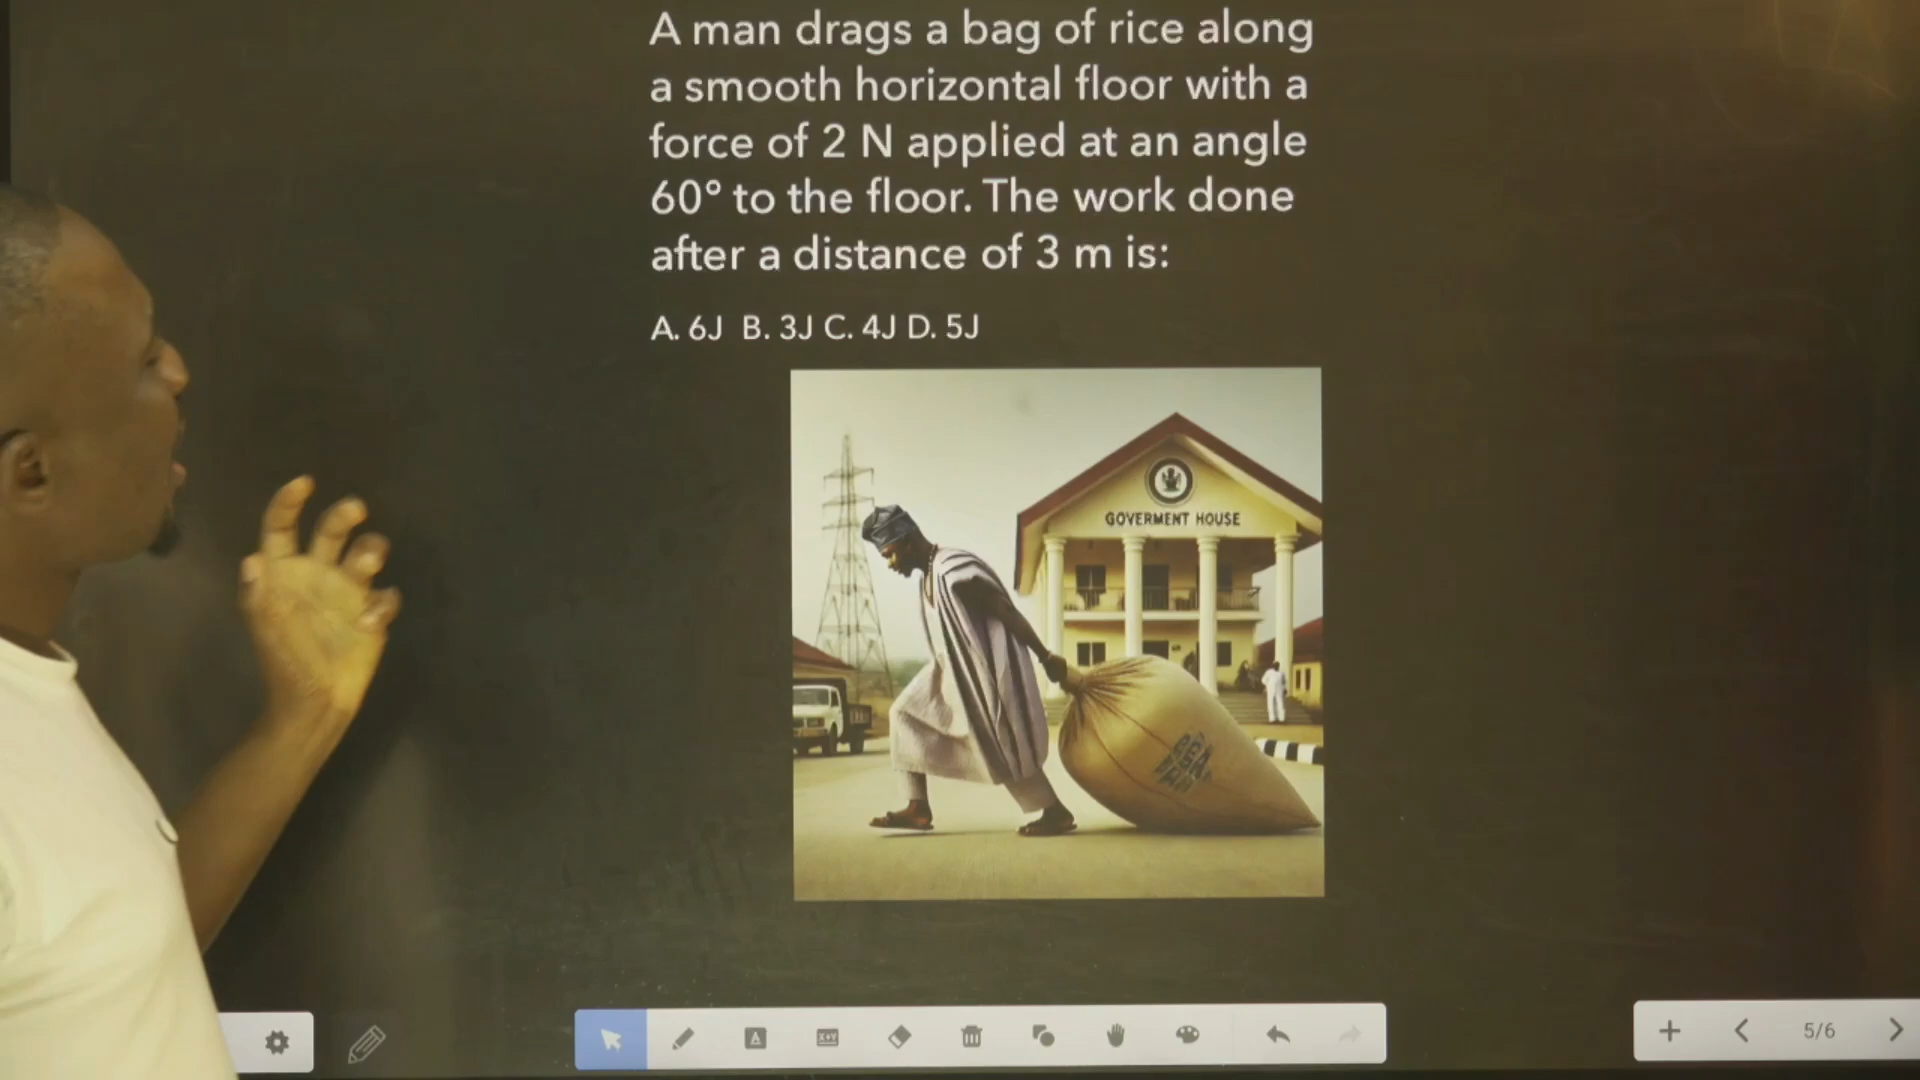 A man drags a bag of rice along
a smooth horizontal floor with a
force of 2 N applied at an angle
60° to the floor. The work done
after a distance of 3 m is:
A. 6J B. 3J C. 4J D. 5J
GOVERMENT HOUSE
5/6